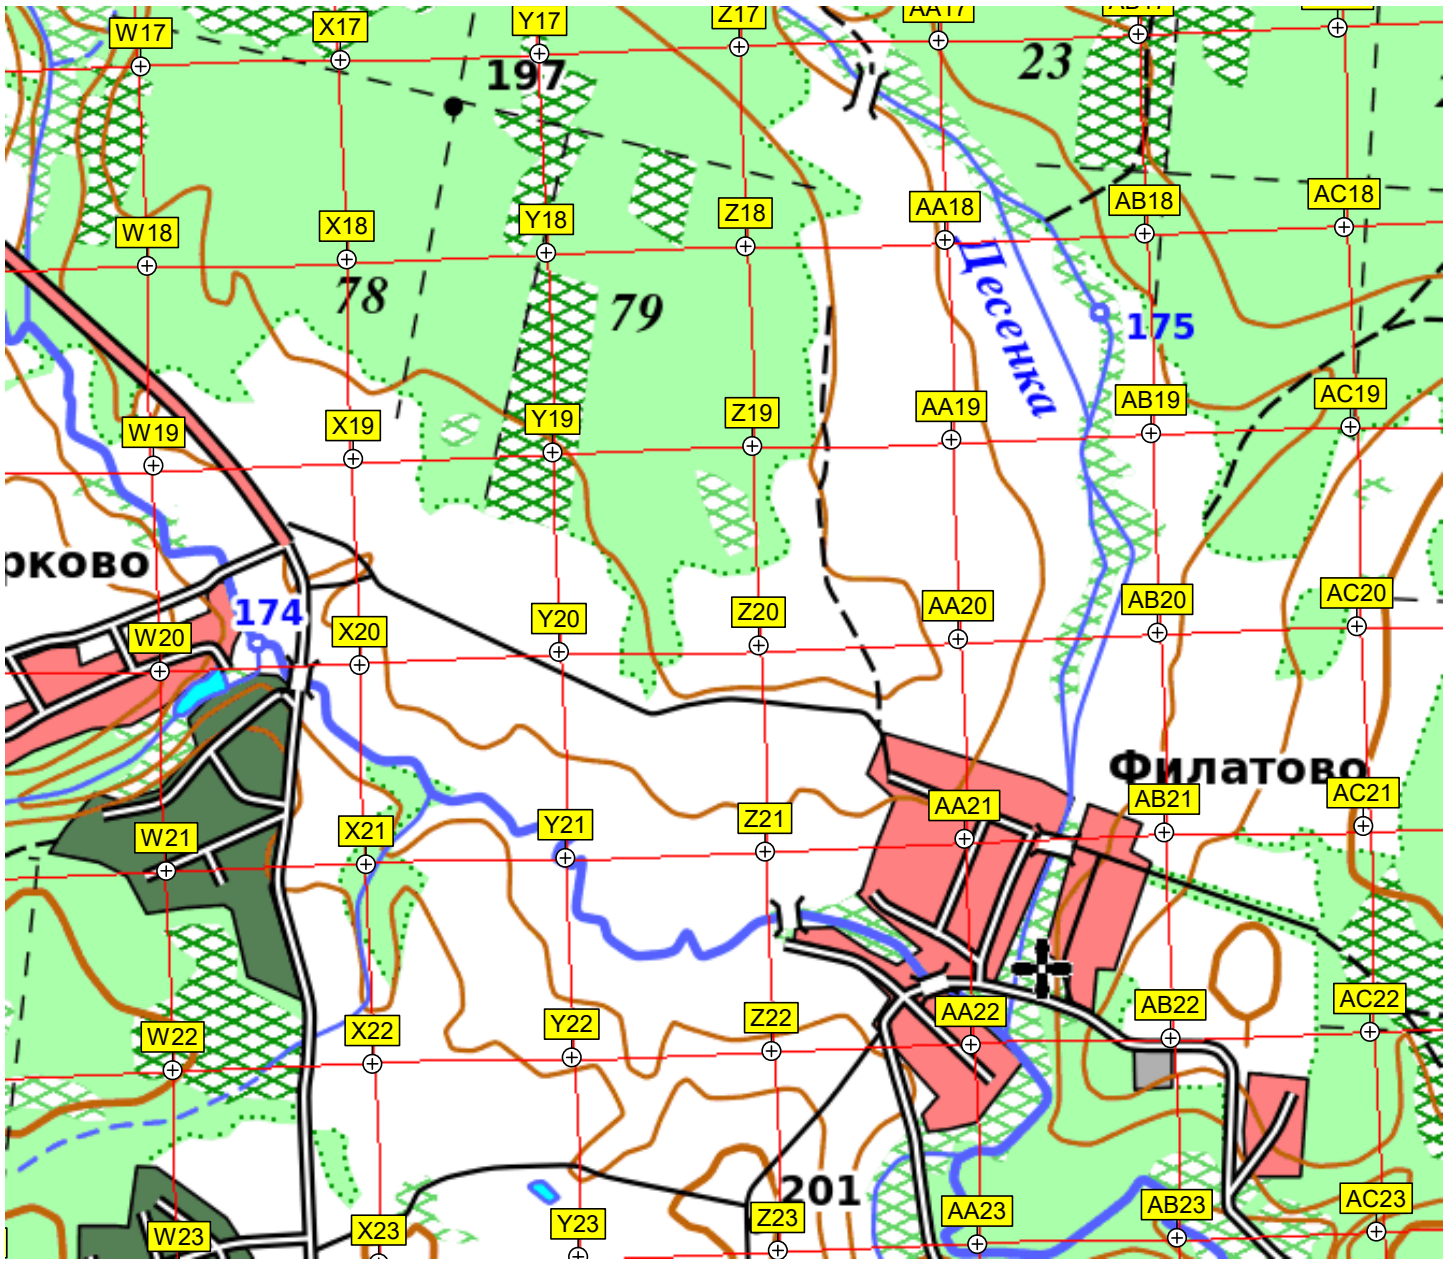 W17 X17 Y17 Z17 AA17 AB17
197 23
W18 X18 Y18 Z18 AA18 AB18 AC18
78 79 Десенка 175
W19 X19 Y19 Z19 AA19 AB19 AC19
рково
174
W20 X20 Y20 Z20 AA20 AB20 AC20
Филатово
W21 X21 Y21 Z21 AA21 AB21 AC21
W22 X22 Y22 Z22 AA22 AB22 AC22
201
W23 X23 Y23 Z23 AA23 AB23 AC23